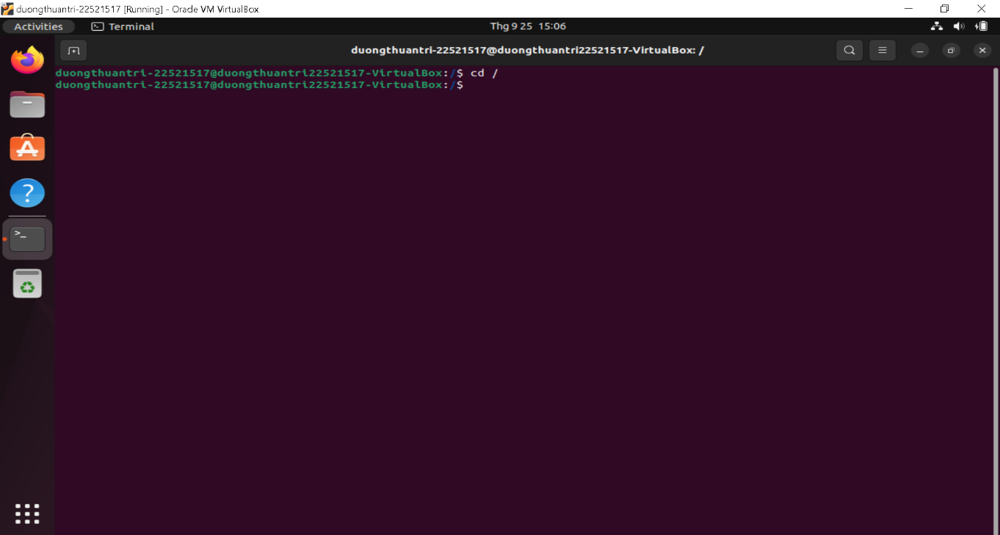 duongthuantri-22521517 [Running] - Oracle VM VirtualBox
Activities Terminal Thg 9 25 15:06
duongthuantri-22521517@duongthuantri22521517-VirtualBox: /
duongthuantri-22521517@duongthuantri22521517-VirtualBox:/$ cd /
duongthuantri-22521517@duongthuantri22521517-VirtualBox:/$